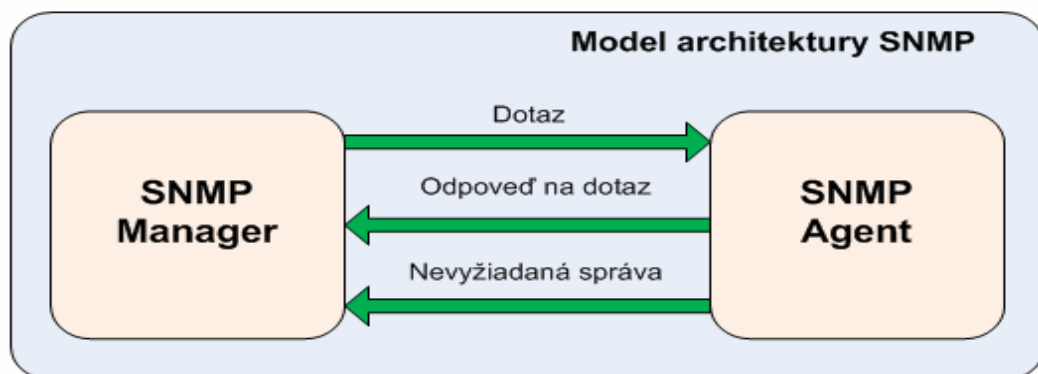 Model architektury SNMP
Dotaz
SNMP
Manager
Odpoveď na dotaz
SNMP
Agent
Nevyžiadaná správa